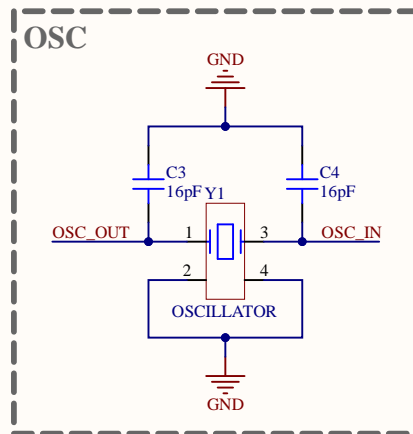 OSC
GND
C3
16pF
C4
16pF
Y1
OSC_OUT
1
3
OSC_IN
2
4
OSCILLATOR
GND